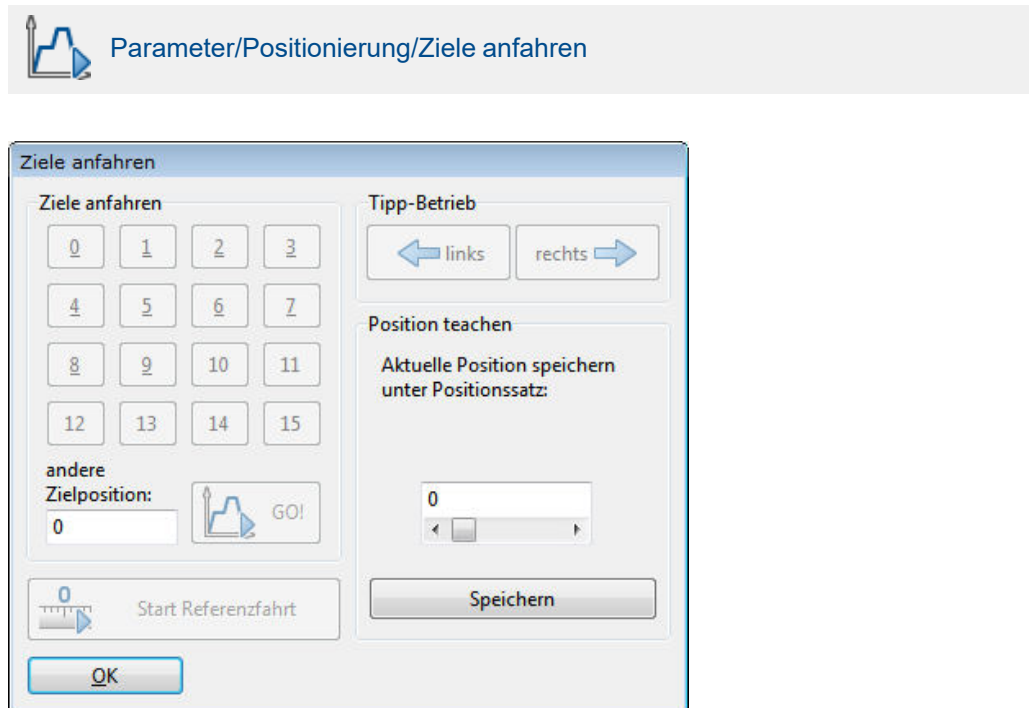 Parameter/Positionierung/Ziele anfahren
Ziele anfahren
Ziele anfahren
0 1 2 3
4 5 6 7
8 9 10 11
12 13 14 15
andere
Zielposition:
0
GO!
0
Start Referenzfahrt
OK
Tipp-Betrieb
links rechts
Position teachen
Aktuelle Position speichern
unter Positionssatz:
0
Speichern